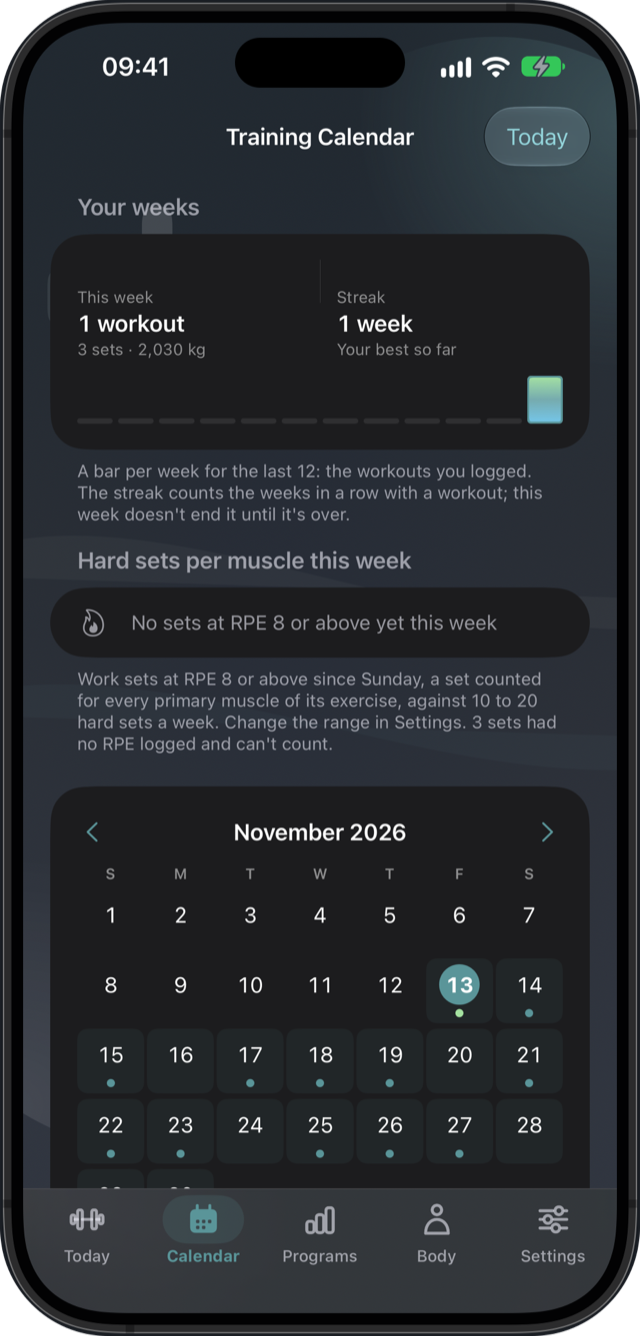 09:41
Training Calendar
Today
Your weeks
This week
Streak
1 workout
1 week
3 sets · 2,030 kg
Your best so far
A bar per week for the last 12: the workouts you logged.
The streak counts the weeks in a row with a workout; this
week doesn't end it until it's over.
Hard sets per muscle this week
No sets at RPE 8 or above yet this week
Work sets at RPE 8 or above since Sunday, a set counted
for every primary muscle of its exercise, against 10 to 20
hard sets a week. Change the range in Settings. 3 sets had
no RPE logged and can't count.
November 2026
S M T W T F S
1 2 3 4 5 6 7
8 9 10 11 12 13 14
15 16 17 18 19 20 21
22 23 24 25 26 27 28
Today Calendar Programs Body Settings